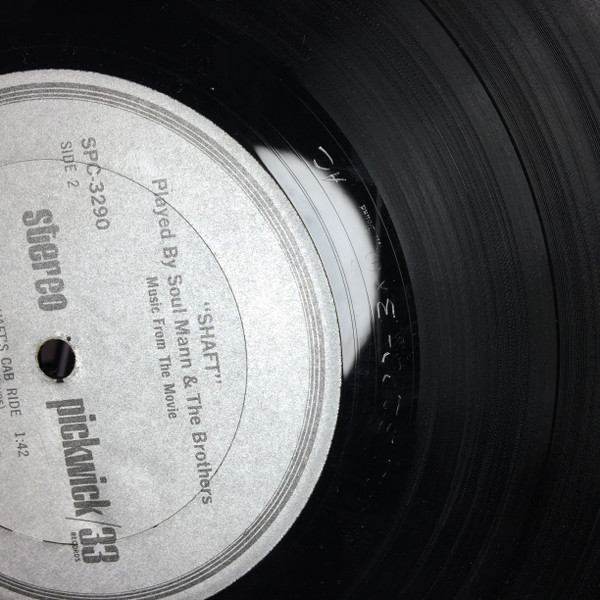 "SHAFT"
Played By Soul Mann & The Brothers
Music From The Movie
SPC-3290
SIDE 2
stereo
pickwick/33
RECORDS
CAB RIDE 1:42